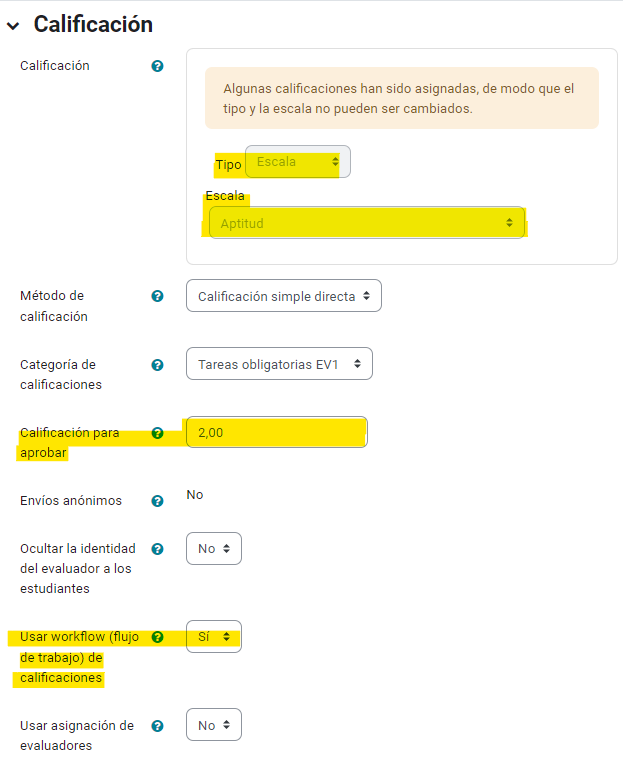 Calificación
Calificación
Algunas calificaciones han sido asignadas, de modo que el
tipo y la escala no pueden ser cambiados.
Tipo Escala
Escala
Aptitud
Método de
calificación
Calificación simple directa
Categoría de
calificaciones
Tareas obligatorias EV1
Calificación para
aprobar
2,00
Envíos anónimos
No
Ocultar la identidad
del evaluador a los
estudiantes
No
Usar workflow (flujo
de trabajo) de
calificaciones
Sí
Usar asignación de
evaluadores
No